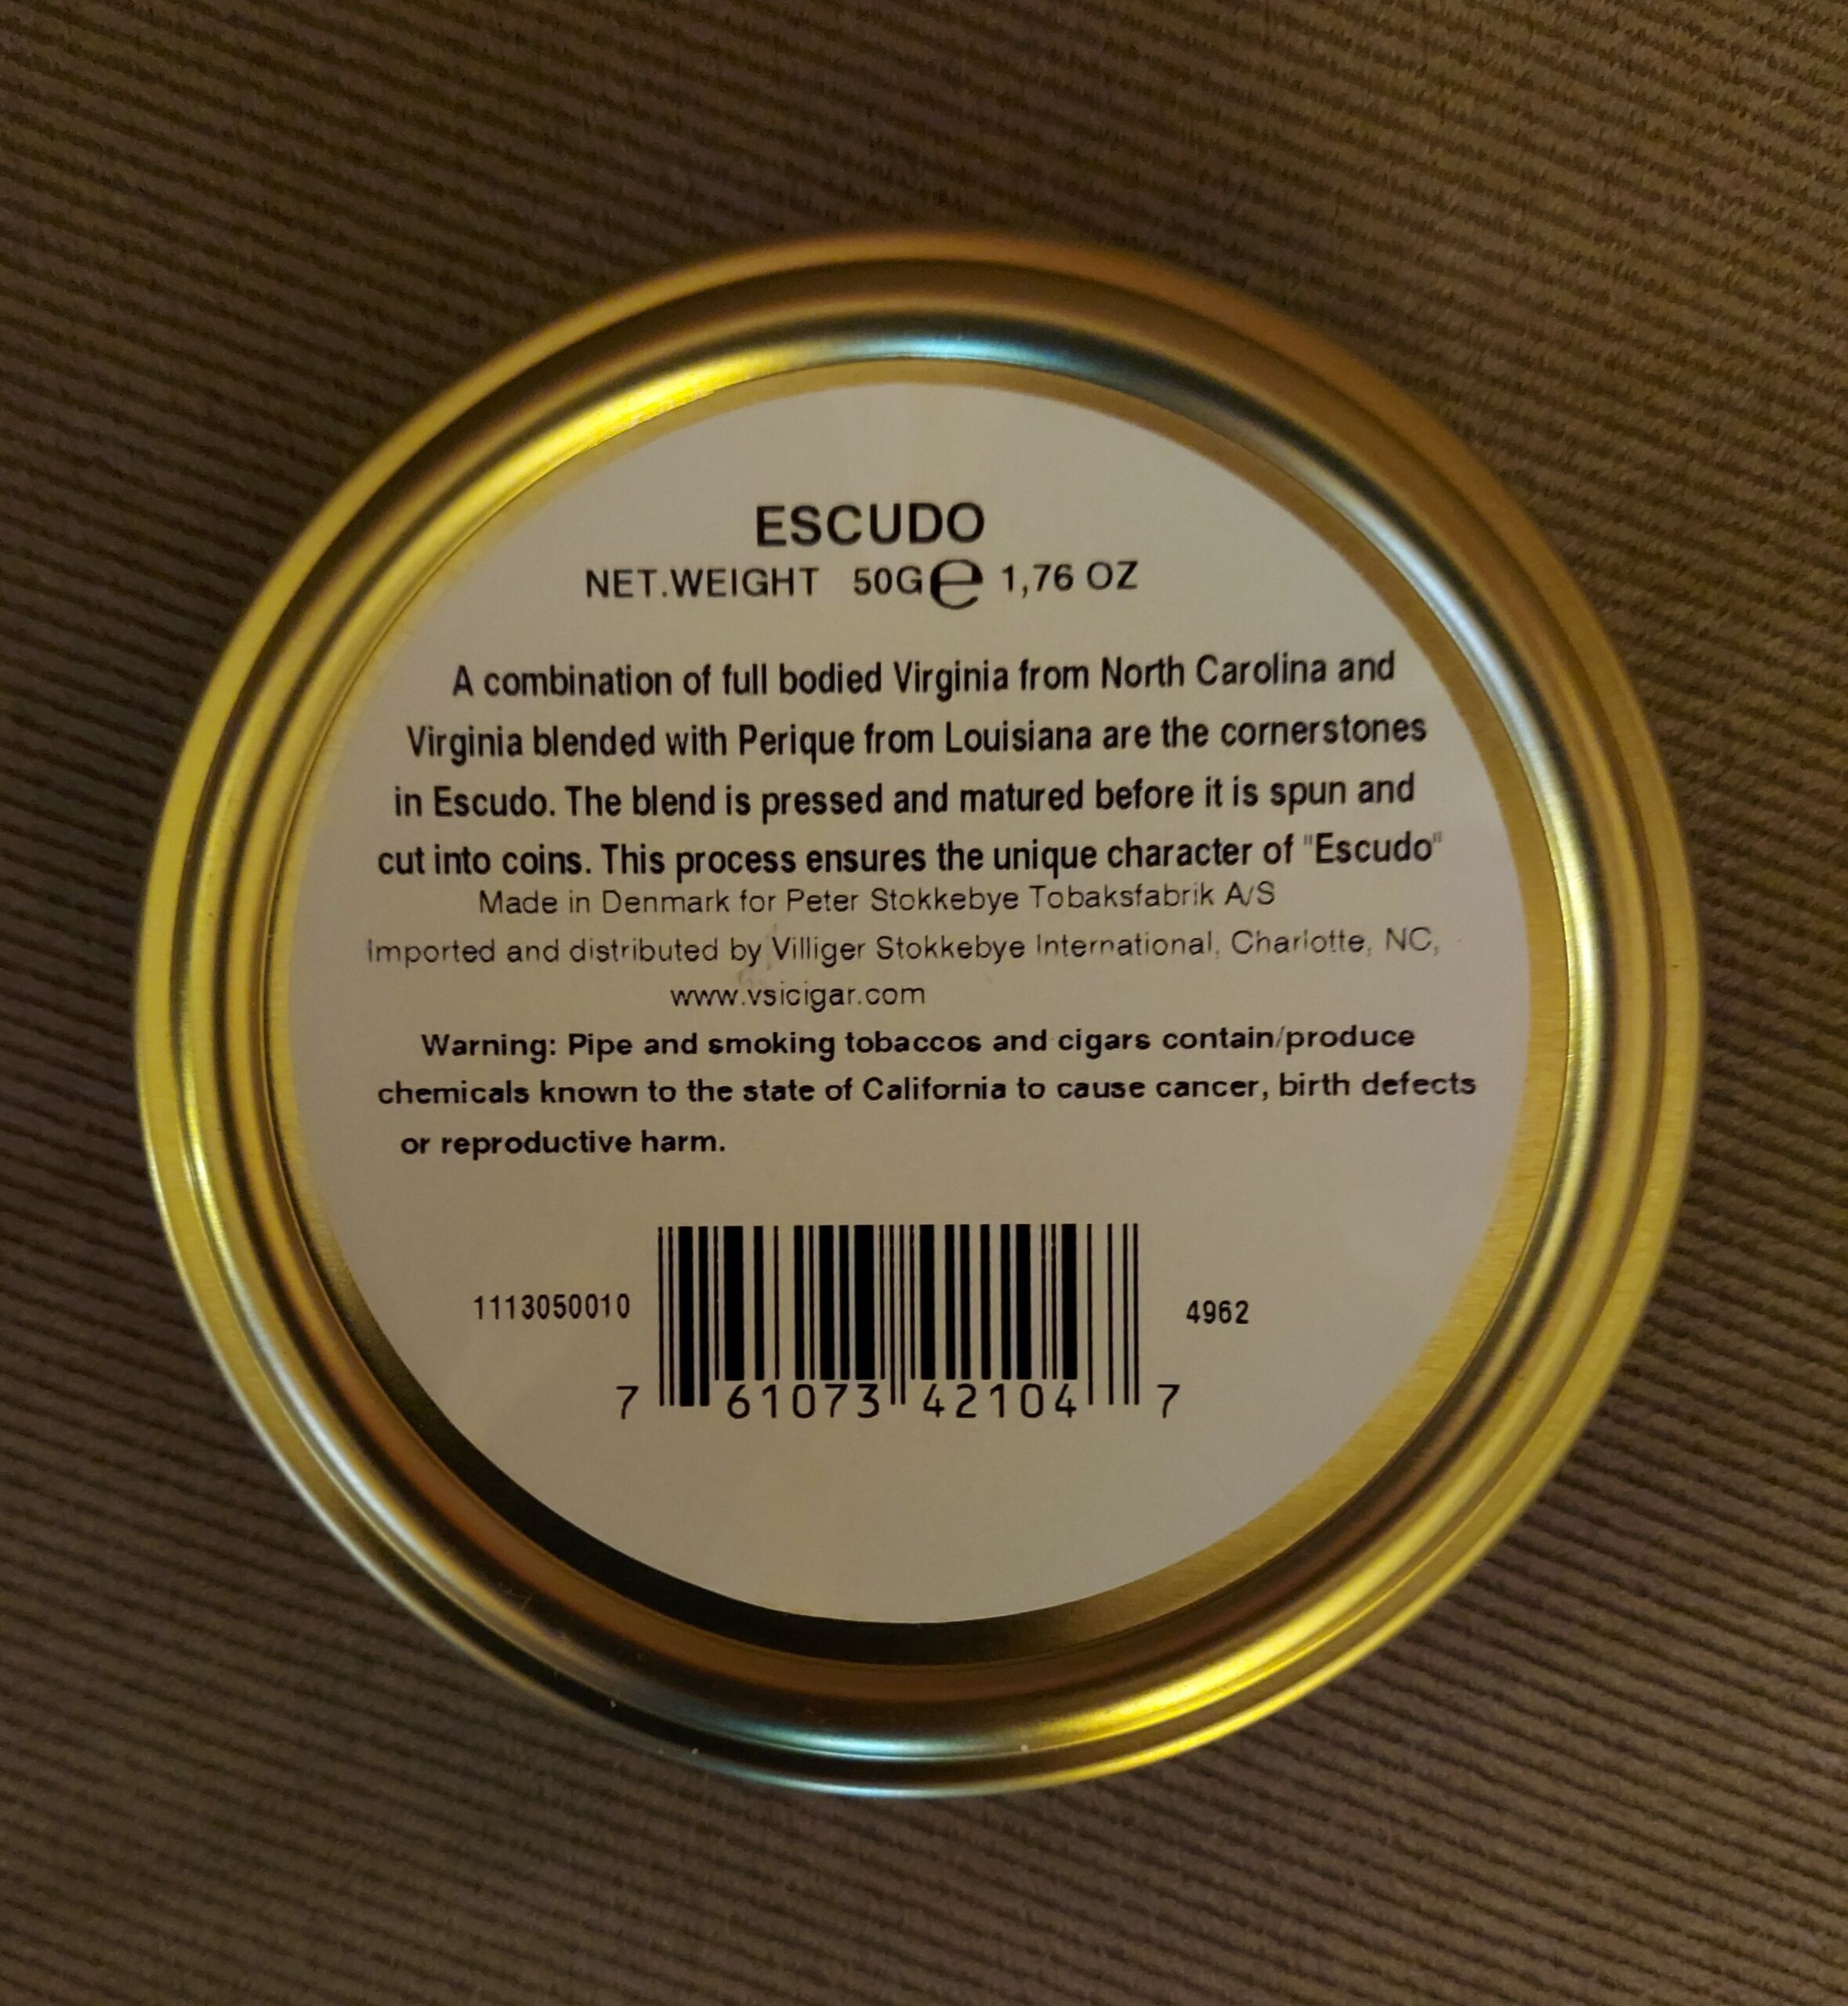 ESCUDO
NET.WEIGHT 50G℮ 1,76 OZ
A combination of full bodied Virginia from North Carolina and
Virginia blended with Perique from Louisiana are the cornerstones
in Escudo. The blend is pressed and matured before it is spun and
cut into coins. This process ensures the unique character of "Escudo"
Made in Denmark for Peter Stokkebye Tobaksfabrik A/S
Imported and distributed by Villiger Stokkebye International, Charlotte, NC,
www.vsicigar.com
Warning: Pipe and smoking tobaccos and cigars contain/produce
chemicals known to the state of California to cause cancer, birth defects
or reproductive harm.
1113050010 4962
7 61073 42104 7